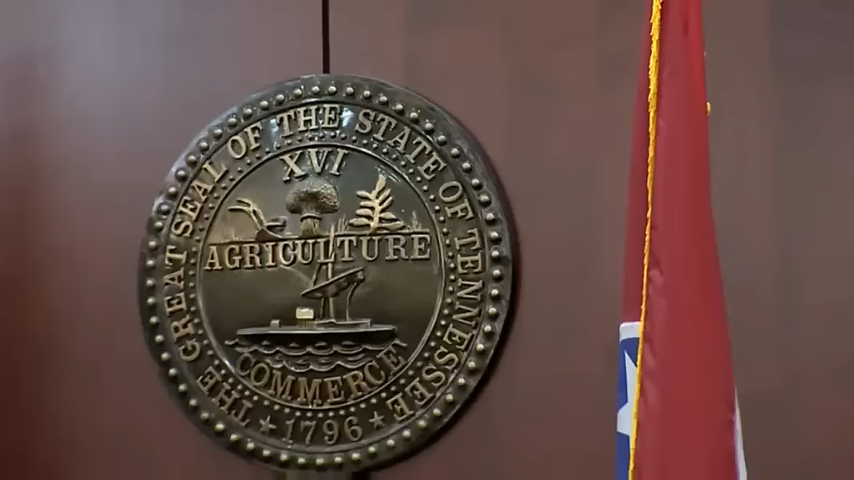 THE GREAT SEAL OF THE STATE OF TENNESSEE
XVI
AGRICULTURE
COMMERCE
★ 1796 ★